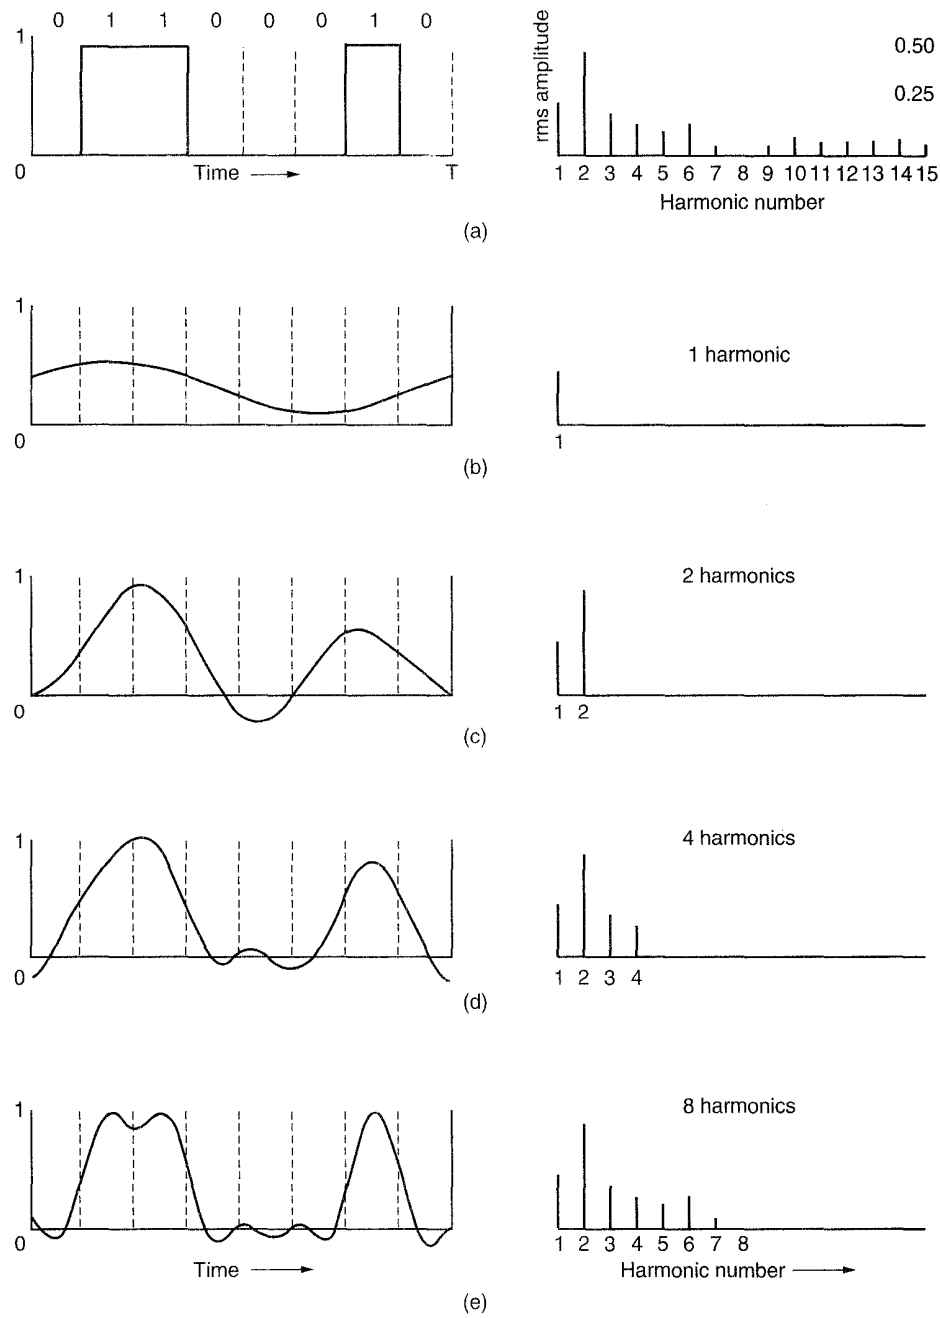 0 1 1 0 0 0 1 0
1
0
Time
T
rms amplitude
0.50
0.25
1 2 3 4 5 6 7 8 9 10 11 12 13 14 15
Harmonic number
(a)
1
0
1 harmonic
1
(b)
1
0
2 harmonics
1 2
(c)
1
0
4 harmonics
1 2 3 4
(d)
1
0
Time
8 harmonics
1 2 3 4 5 6 7 8
Harmonic number
(e)